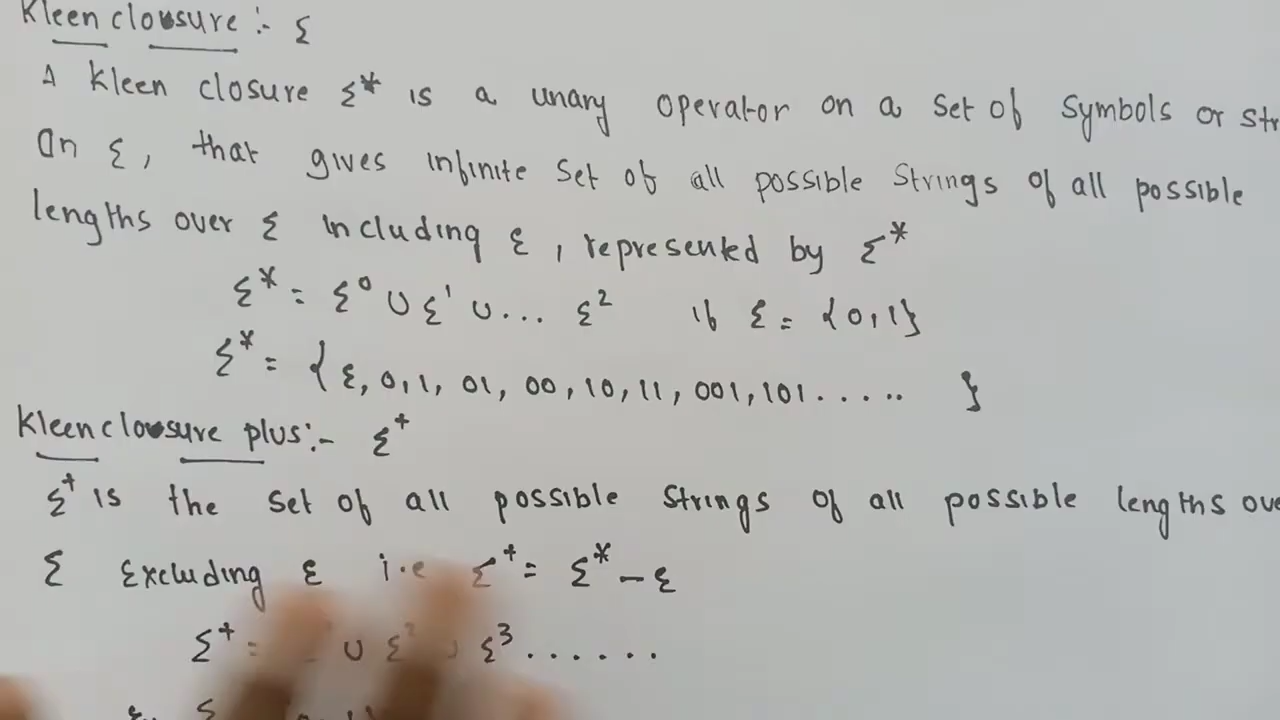 Kleen closure :- Σ
A Kleen closure Σ* is a unary operator on a set of symbols or
On Σ, that gives infinite set of all possible strings of all possible
lengths over Σ including ε, represented by Σ*
Σ* = Σ⁰ ∪ Σ¹ ∪ ... Σ² if Σ = {0,1}
Σ* = {ε, 0, 1, 01, 00, 10, 11, 001, 101 ..... }
Kleen closure plus :- Σ⁺
Σ⁺ is the set of all possible strings of all possible lengths
Σ Excluding ε i.e Σ⁺ = Σ* - ε
Σ⁺ = ∪ Σ² ∪ Σ³ ......